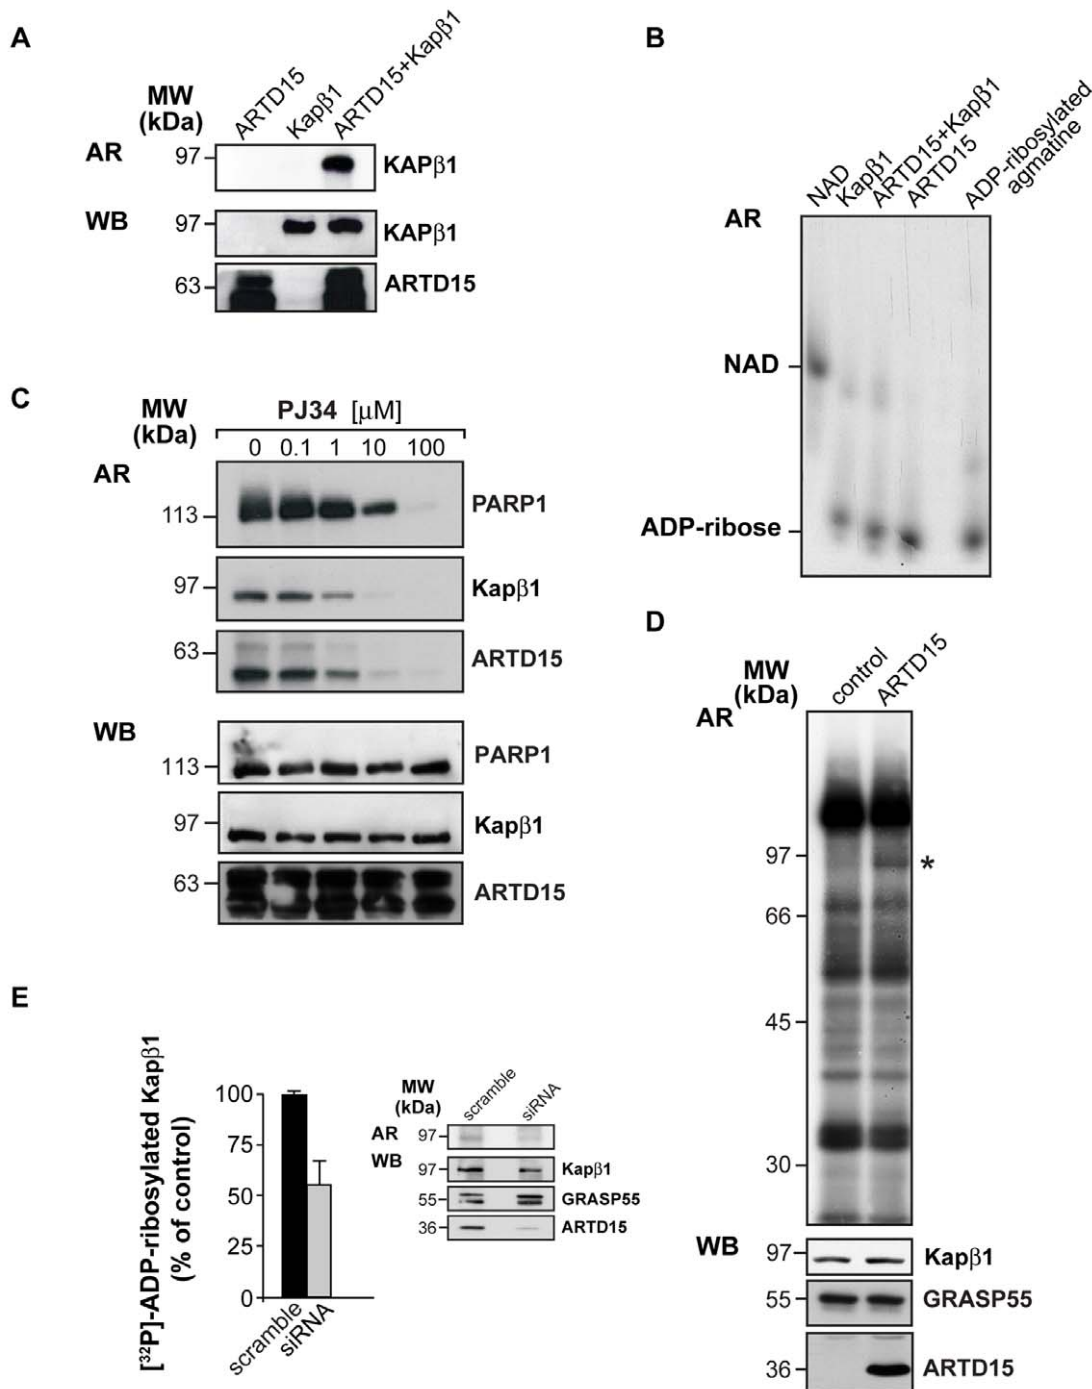 A
MW
(kDa)
ARTD15
Kapβ1
ARTD15+Kapβ1
AR
97
KAPβ1
WB
97
KAPβ1
63
ARTD15
B
NAD
Kapβ1
ARTD15+Kapβ1
ARTD15
ADP-ribosylated
agmatine
AR
NAD
ADP-ribose
C
MW
(kDa)
PJ34 [μM]
0 0.1 1 10 100
AR
113
PARP1
97
Kapβ1
63
ARTD15
WB
113
PARP1
97
Kapβ1
63
ARTD15
D
MW
(kDa)
control
ARTD15
AR
97
*
66
45
30
WB
97
Kapβ1
55
GRASP55
36
ARTD15
E
[³²P]-ADP-ribosylated Kapβ1
(% of control)
100
75
50
25
0
scramble
siRNA
MW
(kDa)
scramble
siRNA
AR
97
WB
97
Kapβ1
55
GRASP55
36
ARTD15